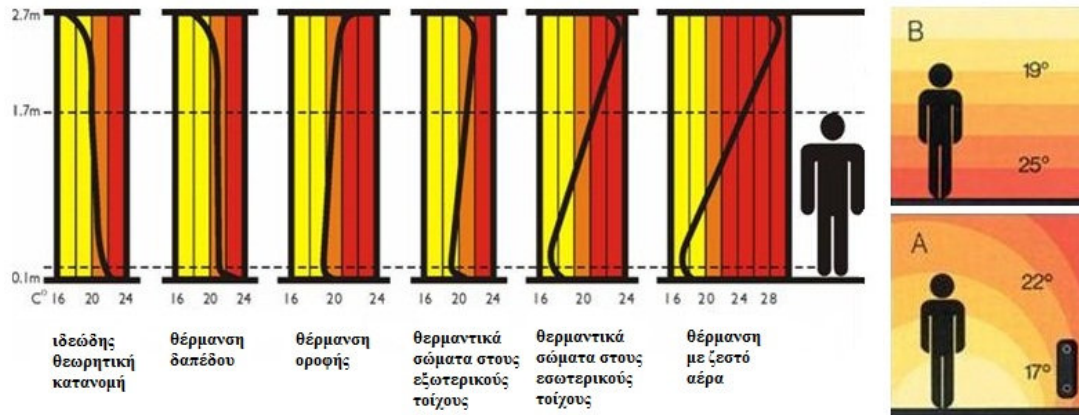 2.7m
1.7m
0.1m
C° 16 20 24 16 20 24 16 20 24 16 20 24 16 20 24 16 20 24 28
ιδεώδης
θεωρητική
κατανομή
θέρμανση
δαπέδου
θέρμανση
οροφής
θερμαντικά
σώματα στους
εξωτερικούς
τοίχους
θερμαντικά
σώματα στους
εσωτερικούς
τοίχους
θέρμανση
με ζεστό
αέρα
B
19°
25°
A
22°
17°